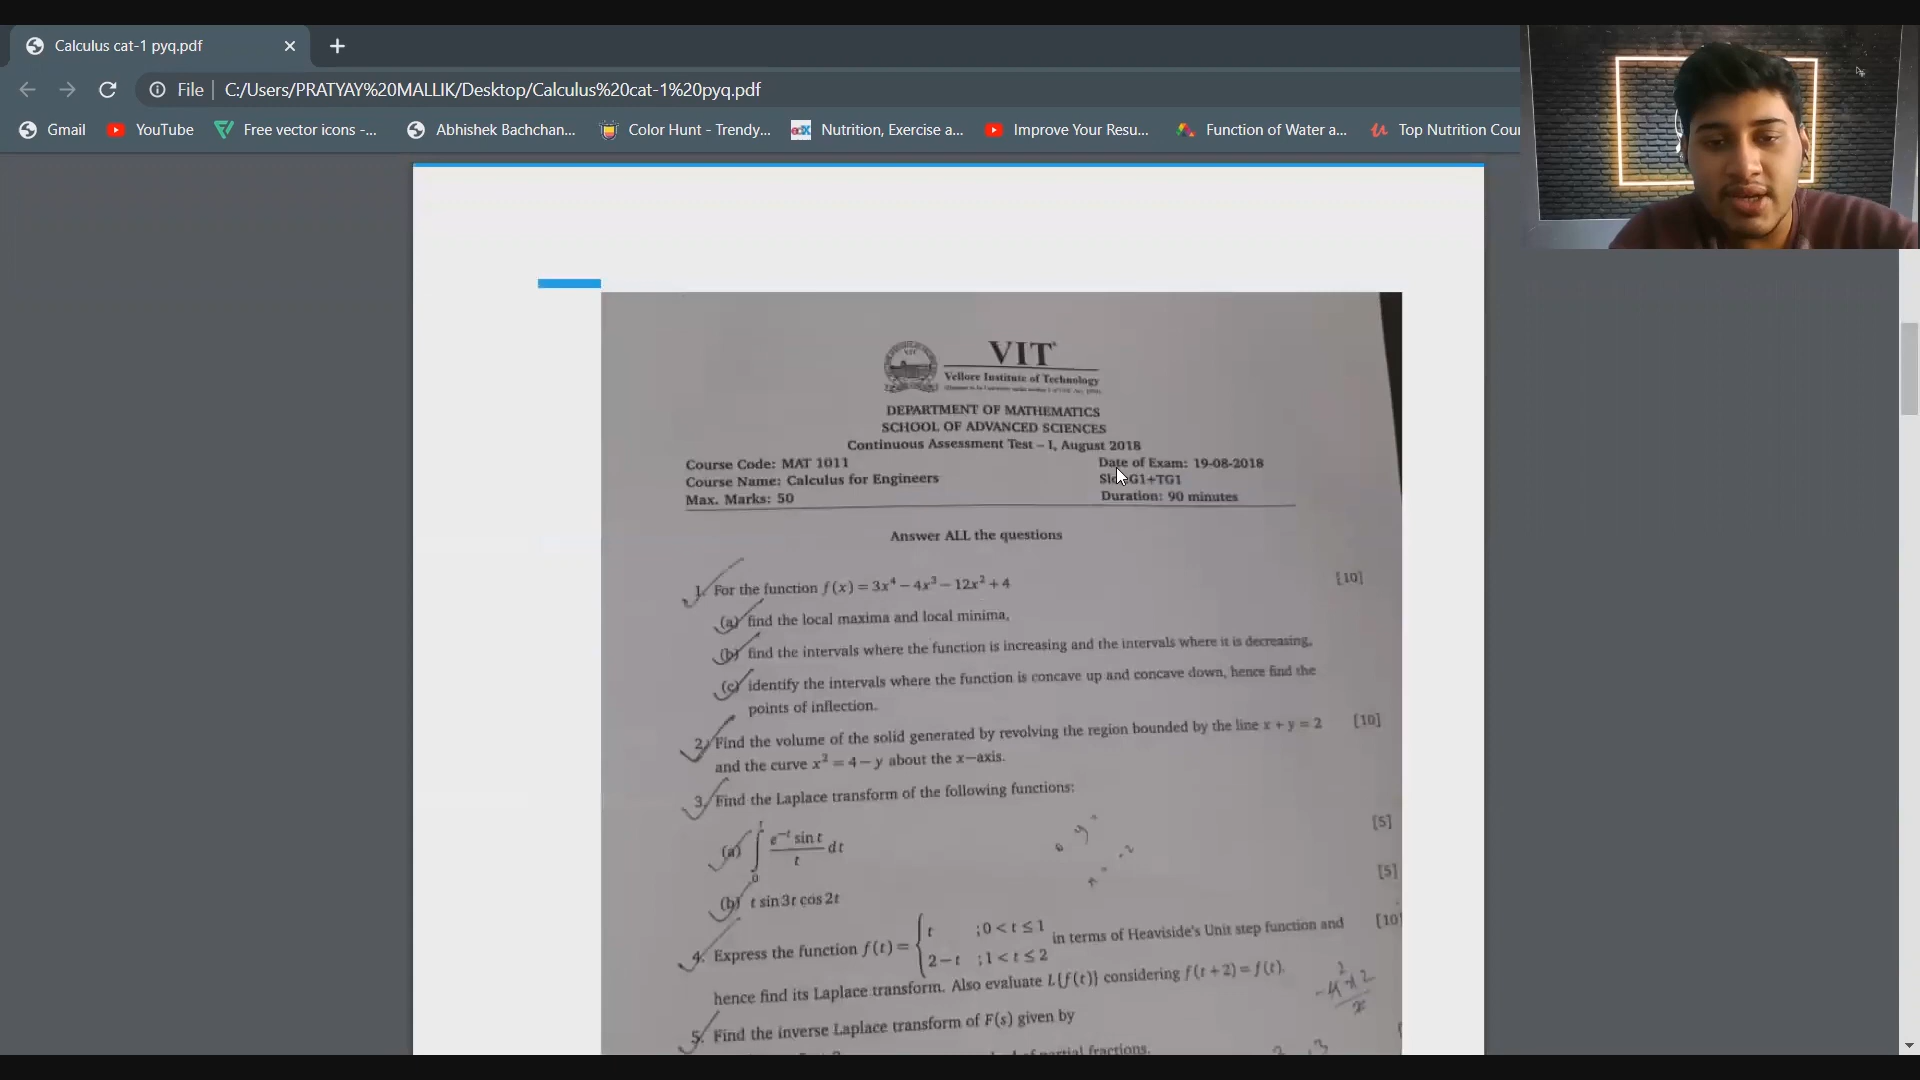 Calculus cat-1 pyq.pdf
File
C:/Users/PRATYAY%20MALLIK/Desktop/Calculus%20cat-1%20pyq.pdf
Gmail YouTube Free vector icons -... Abhishek Bachchan... Color Hunt - Trendy... edX Nutrition, Exercise a... Improve Your Resu... Function of Water a... Top Nutrition Cour
VIT
Vellore Institute of Technology
DEPARTMENT OF MATHEMATICS
SCHOOL OF ADVANCED SCIENCES
Continuous Assessment Test – I, August 2018
Course Code: MAT 1011 Date of Exam: 19-08-2018
Course Name: Calculus for Engineers G1+TG1
Max. Marks: 50 Duration: 90 minutes
Answer ALL the questions
1. For the function f(x) = 3x⁴ − 4x³ − 12x² + 4 [10]
(a) find the local maxima and local minima,
(b) find the intervals where the function is increasing and the intervals where it is decreasing,
(c) identify the intervals where the function is concave up and concave down, hence find the
points of inflection.
2. Find the volume of the solid generated by revolving the region bounded by the line x + y = 2 [10]
and the curve x² = 4 − y about the x−axis.
3. Find the Laplace transform of the following functions:
(a) ∫₀ᵗ (e⁻ᵗ sin t / t) dt [5]
(b) t sin 3t cos 2t [5]
4. Express the function f(t) = { t ; 0 < t ≤ 1 2 − t ; 1 < t ≤ 2 in terms of Heaviside's Unit step function and [10]
hence find its Laplace transform. Also evaluate L{f(t)} considering f(t + 2) = f(t).
5. Find the inverse Laplace transform of F(s) given by
partial fractions.